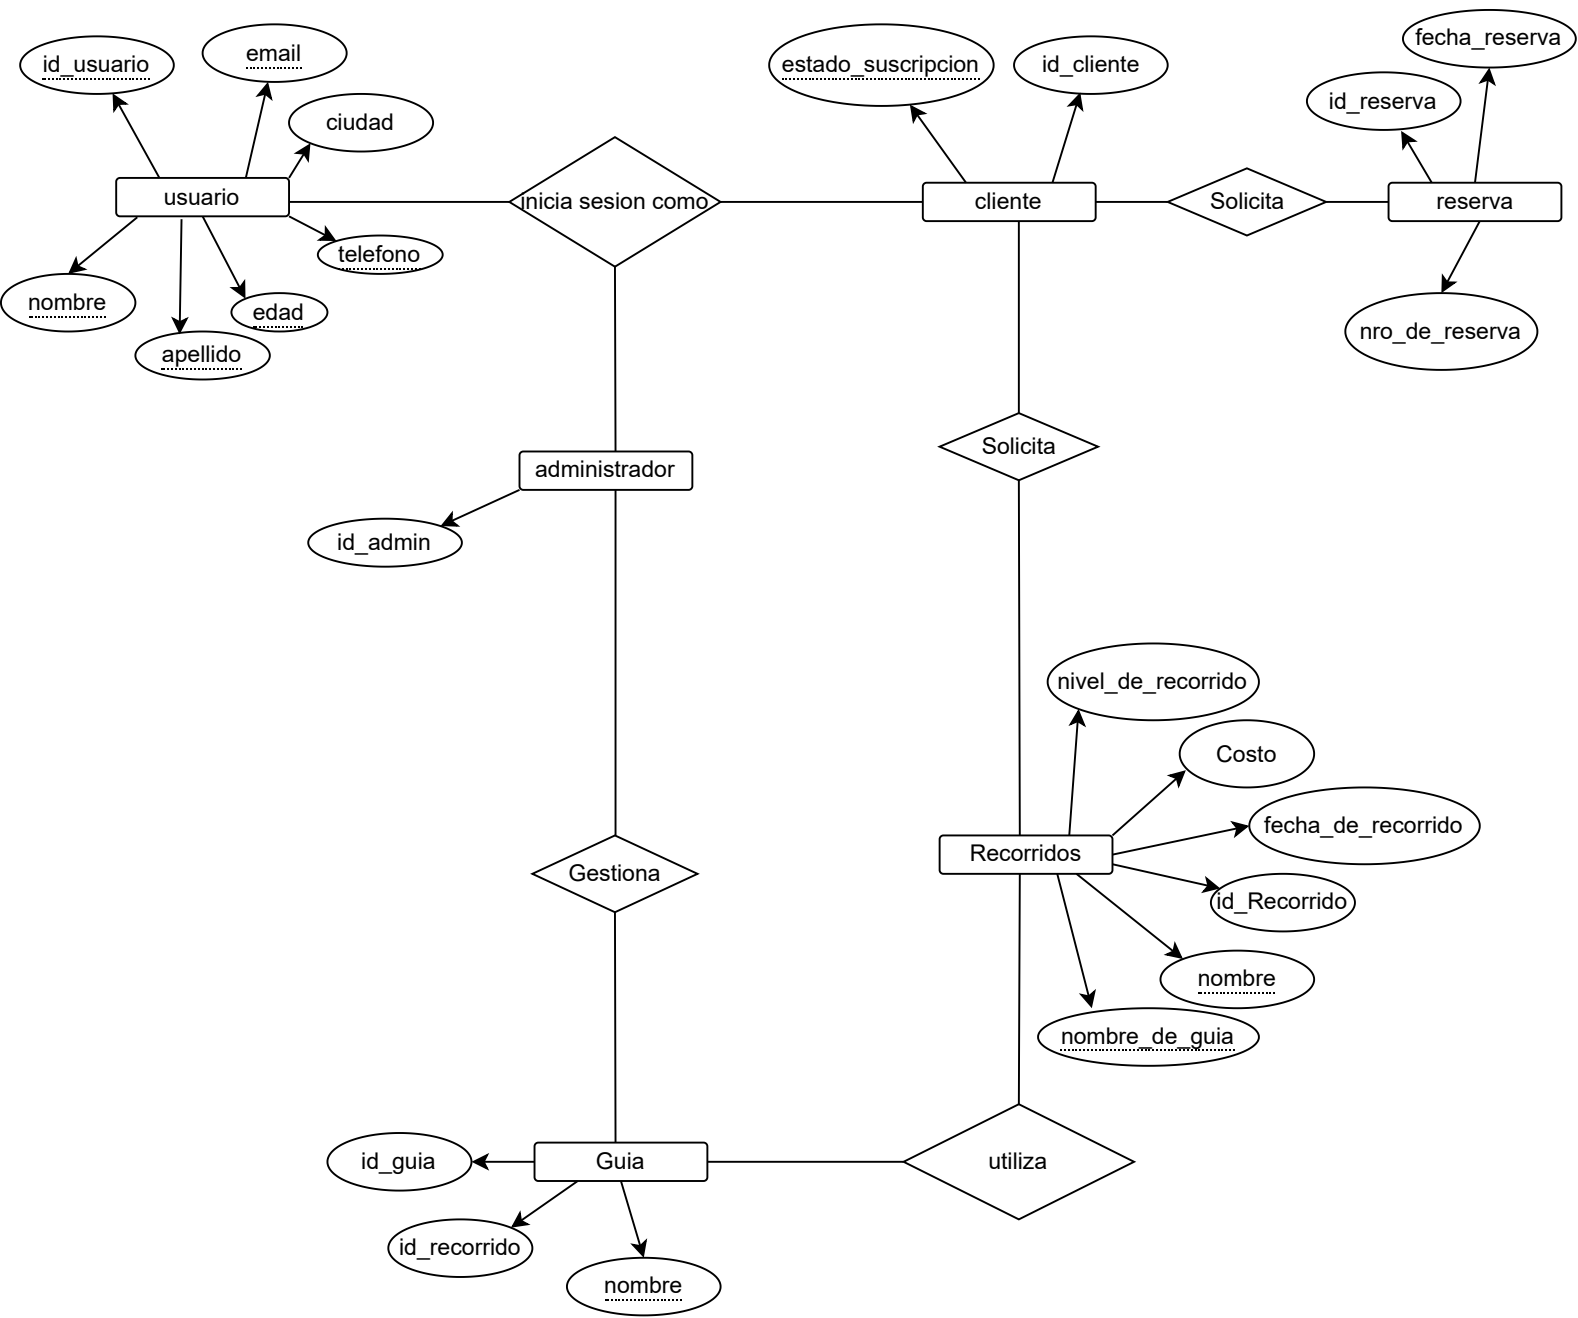 fecha_reserva
id_usuario
email
estado_suscripcion
id_cliente
id_reserva
ciudad
usuario
inicia sesion como
cliente
Solicita
reserva
telefono
nombre
edad
apellido
nro_de_reserva
Solicita
administrador
id_admin
nivel_de_recorrido
Costo
fecha_de_recorrido
Recorridos
Gestiona
id_Recorrido
nombre
nombre_de_guia
id_guia
Guia
utiliza
id_recorrido
nombre